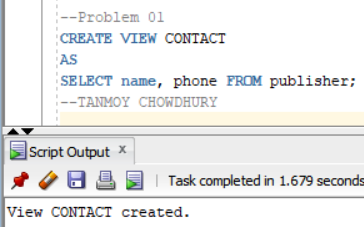 --Problem 01
CREATE VIEW CONTACT
AS
SELECT name, phone FROM publisher;
--TANMOY CHOWDHURY
Script Output x
Task completed in 1.679 seconds
View CONTACT created.